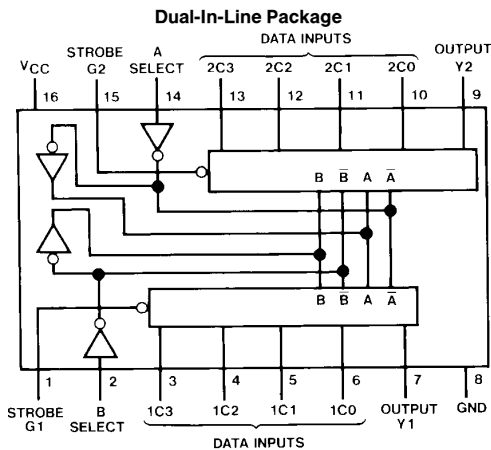 Dual-In-Line Package
DATA INPUTS
STROBE A OUTPUT
VCC G2 SELECT 2C3 2C2 2C1 2C0 Y2
16 15 14 13 12 11 10 9
B B̅ A A̅
B B̅ A A̅
1 2 3 4 5 6 7 8
STROBE B 1C3 1C2 1C1 1C0 OUTPUT GND
G1 SELECT Y1
DATA INPUTS